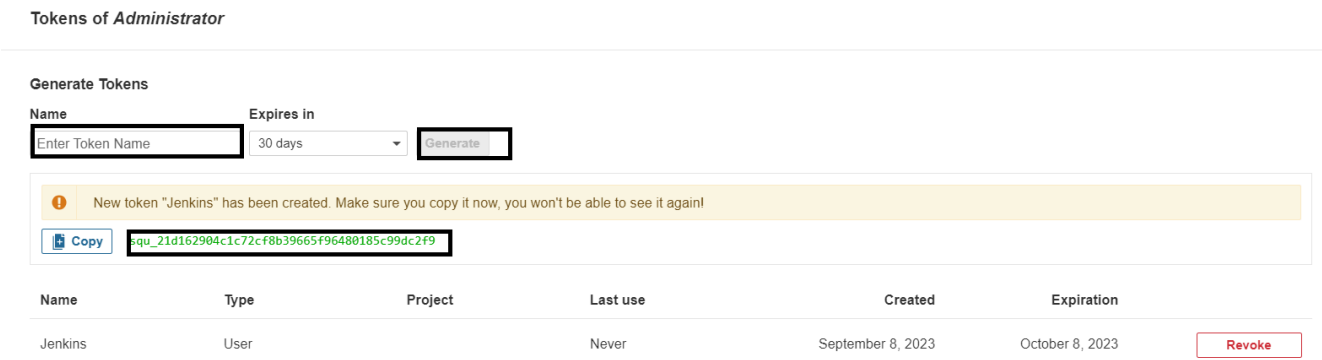 Tokens of Administrator
Generate Tokens
Name Expires in
Enter Token Name 30 days Generate
New token "Jenkins" has been created. Make sure you copy it now, you won't be able to see it again!
Copy squ_21d162904c1c72cf8b39665f96480185c99dc2f9
Name Type Project Last use Created Expiration
Jenkins User Never September 8, 2023 October 8, 2023 Revoke